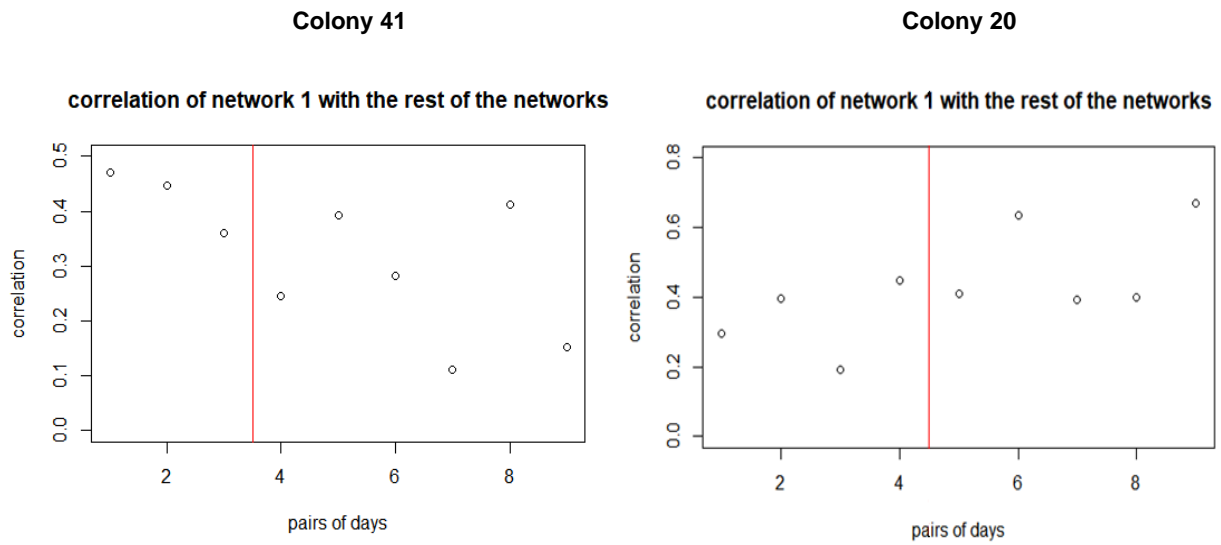 Colony 41
correlation of network 1 with the rest of the networks
correlation
0.5
0.4
0.3
0.2
0.1
0.0
2 4 6 8
pairs of days
Colony 20
correlation of network 1 with the rest of the networks
correlation
0.8
0.6
0.4
0.2
0.0
2 4 6 8
pairs of days